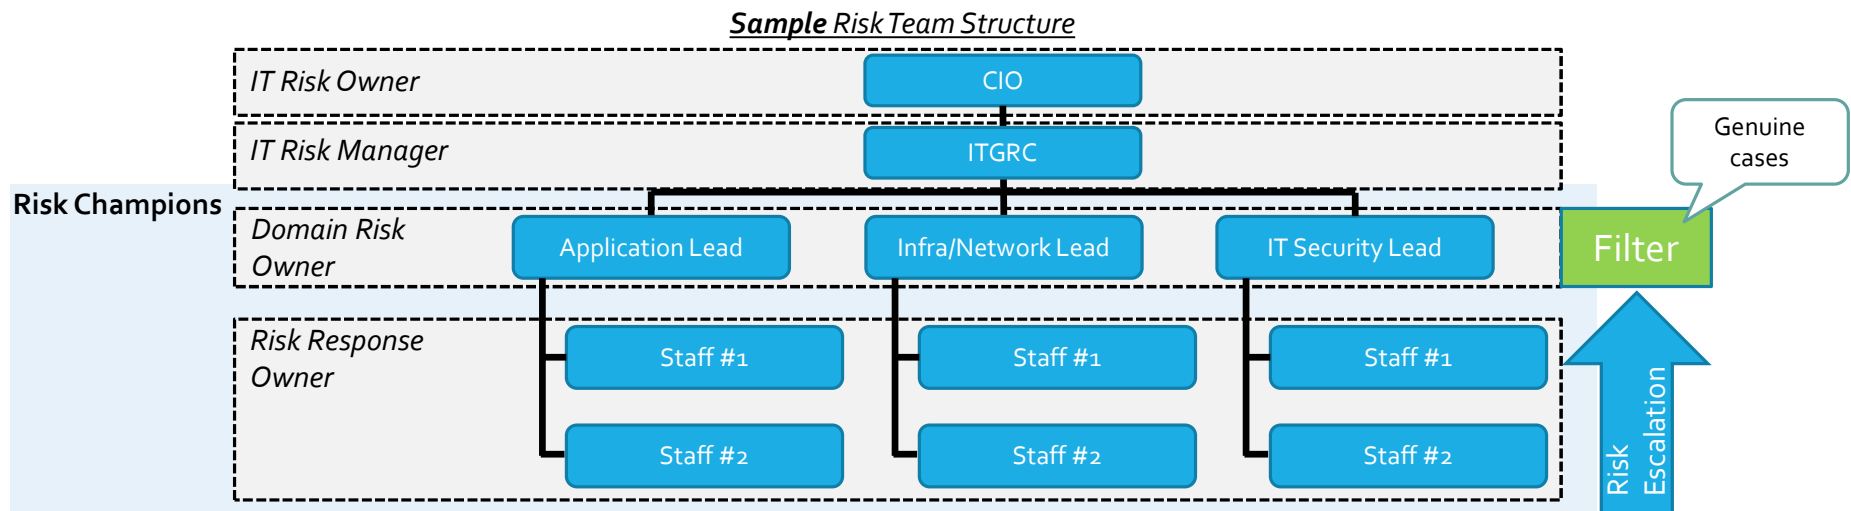 Sample Risk Team Structure
IT Risk Owner
CIO
IT Risk Manager
ITGRC
Genuine
cases
Risk Champions
Domain Risk
Owner
Application Lead
Infra/Network Lead
IT Security Lead
Filter
Risk Response
Owner
Staff #1
Staff #1
Staff #1
Staff #2
Staff #2
Staff #2
Risk
Escalation